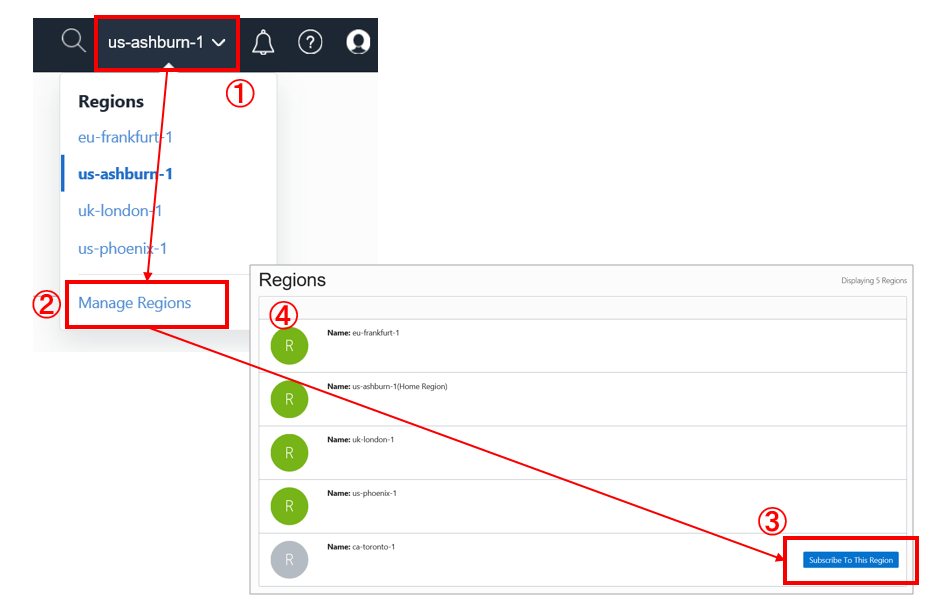 us-ashburn-1
①
Regions
eu-frankfurt-1
us-ashburn-1
uk-london-1
us-phoenix-1
②
Manage Regions
Regions
Displaying 5 Regions
④
R
Name: eu-frankfurt-1
R
Name: us-ashburn-1(Home Region)
R
Name: uk-london-1
R
Name: us-phoenix-1
③
R
Name: ca-toronto-1
Subscribe To This Region